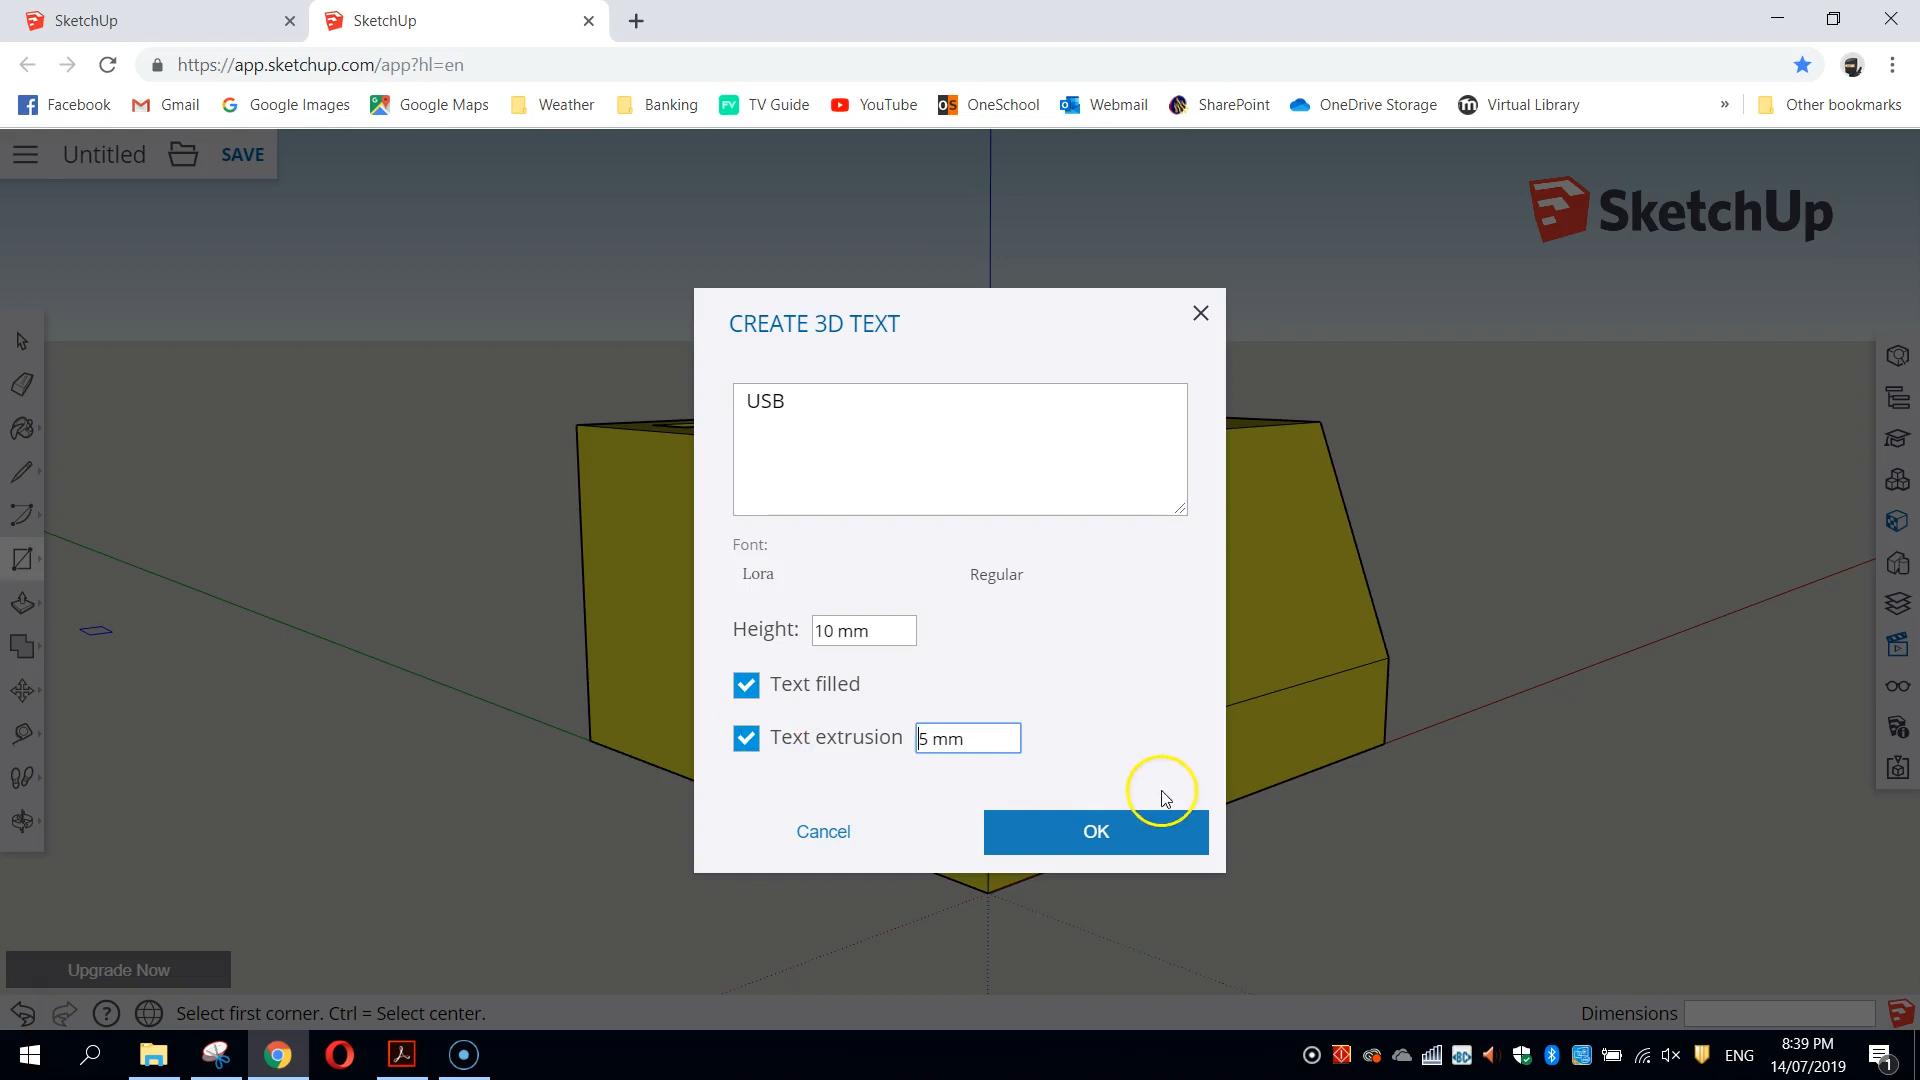 SketchUp
SketchUp
https://app.sketchup.com/app?hl=en
Facebook
Gmail
Google Images
Google Maps
Weather
Banking
FV TV Guide
YouTube
OS OneSchool
Webmail
SharePoint
OneDrive Storage
m Virtual Library
»
Other bookmarks
Untitled
SAVE
SketchUp
CREATE 3D TEXT
USB
Font:
Lora
Regular
Height: 10 mm
Text filled
Text extrusion 5 mm
Cancel
OK
Upgrade Now
Select first corner. Ctrl = Select center.
Dimensions
ENG
8:39 PM
14/07/2019
1